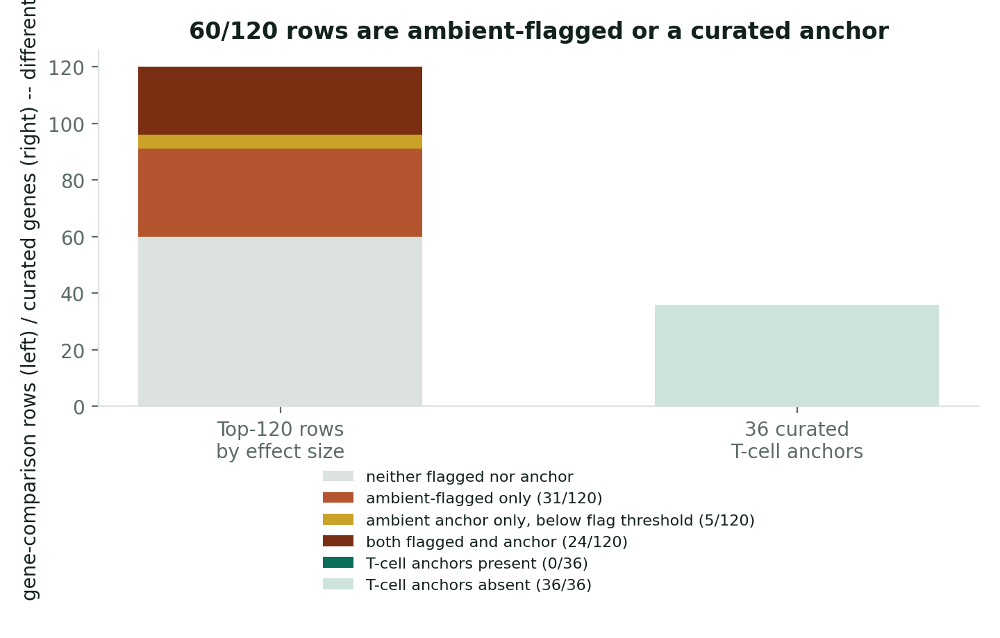 60/120 rows are ambient-flagged or a curated anchor
gene-comparison rows (left) / curated genes (right) -- different
120
100
80
60
40
20
0
Top-120 rows
by effect size
36 curated
T-cell anchors
neither flagged nor anchor
ambient-flagged only (31/120)
ambient anchor only, below flag threshold (5/120)
both flagged and anchor (24/120)
T-cell anchors present (0/36)
T-cell anchors absent (36/36)